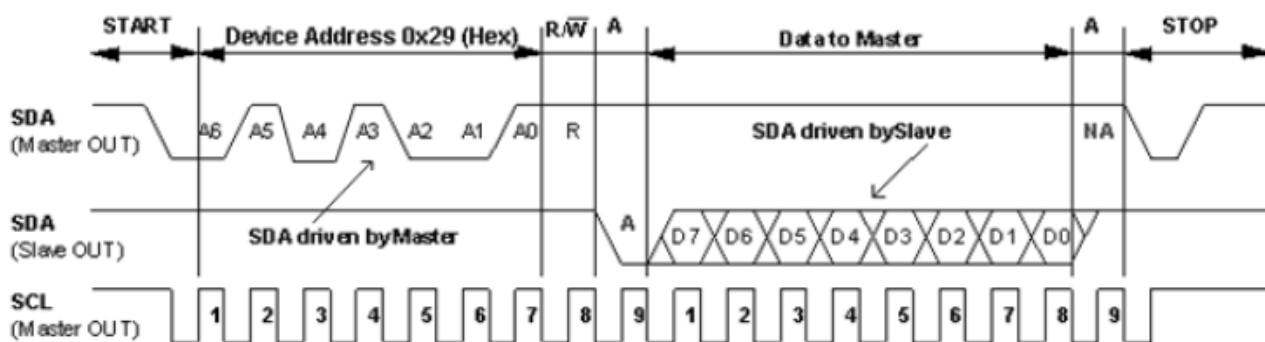 START Device Address 0x29 (Hex) R/W̅ A Data to Master A STOP
SDA A6 A5 A4 A3 A2 A1 A0 R SDA driven bySlave NA
(Master OUT)
SDA SDA driven byMaster A D7 D6 D5 D4 D3 D2 D1 D0
(Slave OUT)
SCL 1 2 3 4 5 6 7 8 9 1 2 3 4 5 6 7 8 9
(Master OUT)